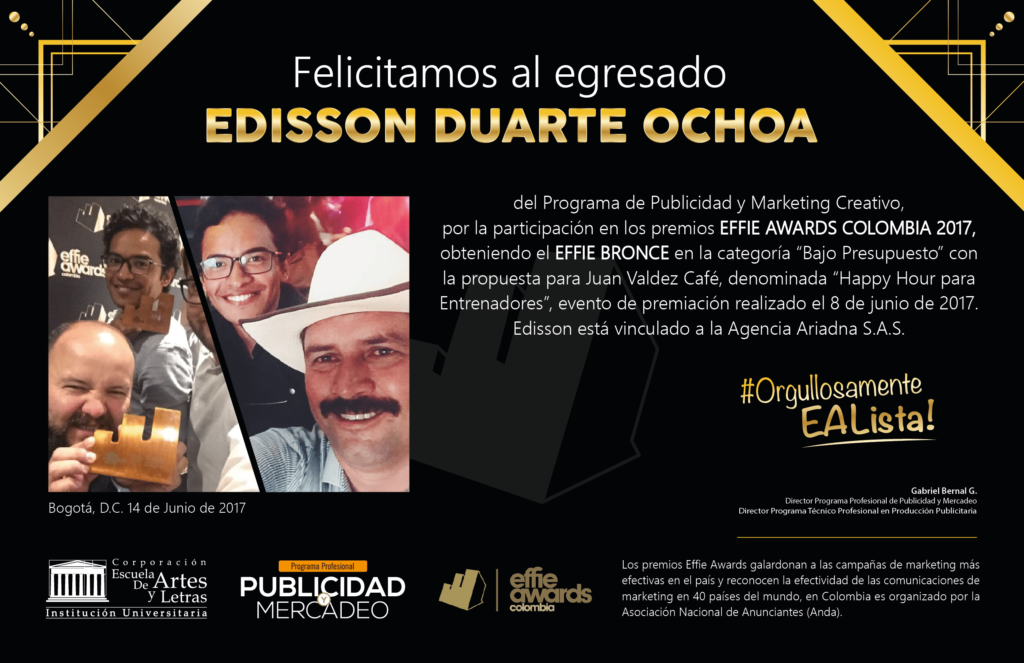 Felicitamos al egresado
EDISSON DUARTE OCHOA
effie
awards
colombia
del Programa de Publicidad y Marketing Creativo,
por la participación en los premios EFFIE AWARDS COLOMBIA 2017,
obteniendo el EFFIE BRONCE en la categoría “Bajo Presupuesto” con
la propuesta para Juan Valdez Café, denominada “Happy Hour para
Entrenadores”, evento de premiación realizado el 8 de junio de 2017.
Edisson está vinculado a la Agencia Ariadna S.A.S.
#Orgullosamente
EALista!
Gabriel Bernal G.
Director Programa Profesional de Publicidad y Mercadeo
Director Programa Técnico Profesional en Producción Publicitaria
Bogotá, D.C. 14 de Junio de 2017
Corporación
Escuela
De Artes
y Letras
Institución Universitaria
Programa Profesional
PUBLICIDAD
Y
MERCADEO
effie
awards
colombia
Los premios Effie Awards galardonan a las campañas de marketing más
efectivas en el país y reconocen la efectividad de las comunicaciones de
marketing en 40 países del mundo, en Colombia es organizado por la
Asociación Nacional de Anunciantes (Anda).